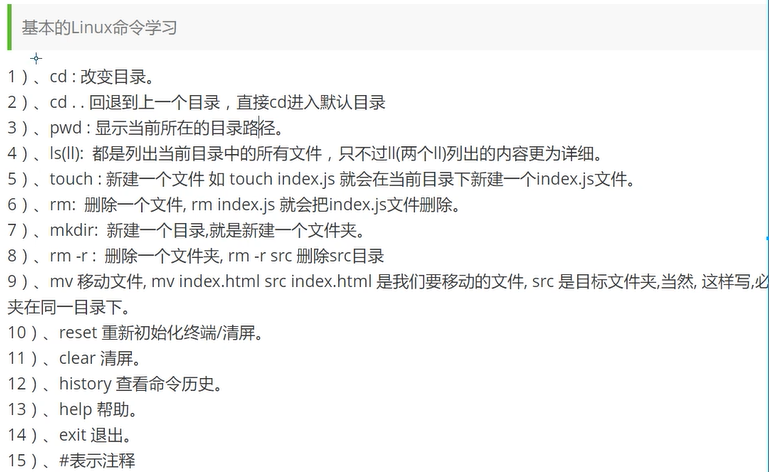 基本的Linux命令学习
1）、cd : 改变目录。
2）、cd . . 回退到上一个目录，直接cd进入默认目录
3）、pwd : 显示当前所在的目录路径。
4）、ls(ll):  都是列出当前目录中的所有文件，只不过ll(两个ll)列出的内容更为详细。
5）、touch : 新建一个文件 如 touch index.js 就会在当前目录下新建一个index.js文件。
6）、rm:  删除一个文件, rm index.js 就会把index.js文件删除。
7）、mkdir:  新建一个目录,就是新建一个文件夹。
8）、rm -r :  删除一个文件夹, rm -r src 删除src目录
9）、mv 移动文件, mv index.html src index.html 是我们要移动的文件, src 是目标文件夹,当然, 这样写,必
夹在同一目录下。
10）、reset 重新初始化终端/清屏。
11）、clear 清屏。
12）、history 查看命令历史。
13）、help 帮助。
14）、exit 退出。
15）、#表示注释